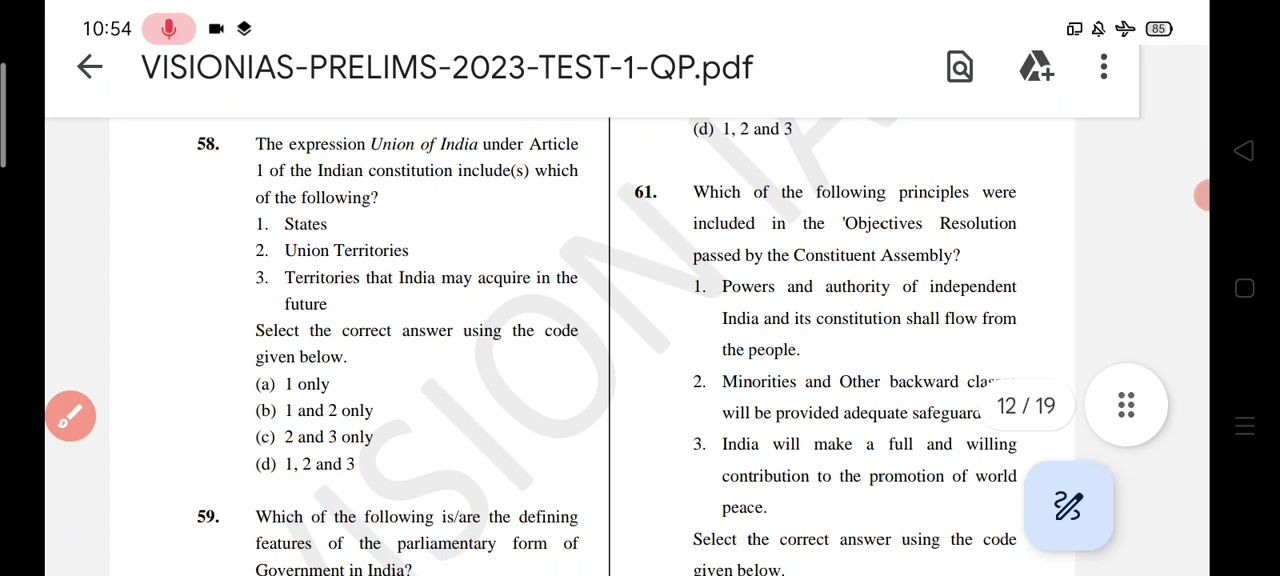 10:54
85
VISIONIAS-PRELIMS-2023-TEST-1-QP.pdf
58. The expression Union of India under Article
1 of the Indian constitution include(s) which
of the following?
1. States
2. Union Territories
3. Territories that India may acquire in the
future
Select the correct answer using the code
given below.
(a) 1 only
(b) 1 and 2 only
(c) 2 and 3 only
(d) 1, 2 and 3
59. Which of the following is/are the defining
features of the parliamentary form of
Government in India?
(d) 1, 2 and 3
61. Which of the following principles were
included in the 'Objectives Resolution
passed by the Constituent Assembly?
1. Powers and authority of independent
India and its constitution shall flow from
the people.
2. Minorities and Other backward
will be provided adequate
3. India will make a full and willing
contribution to the promotion of world
peace.
Select the correct answer using the code
given below.
12 / 19
VISION IA